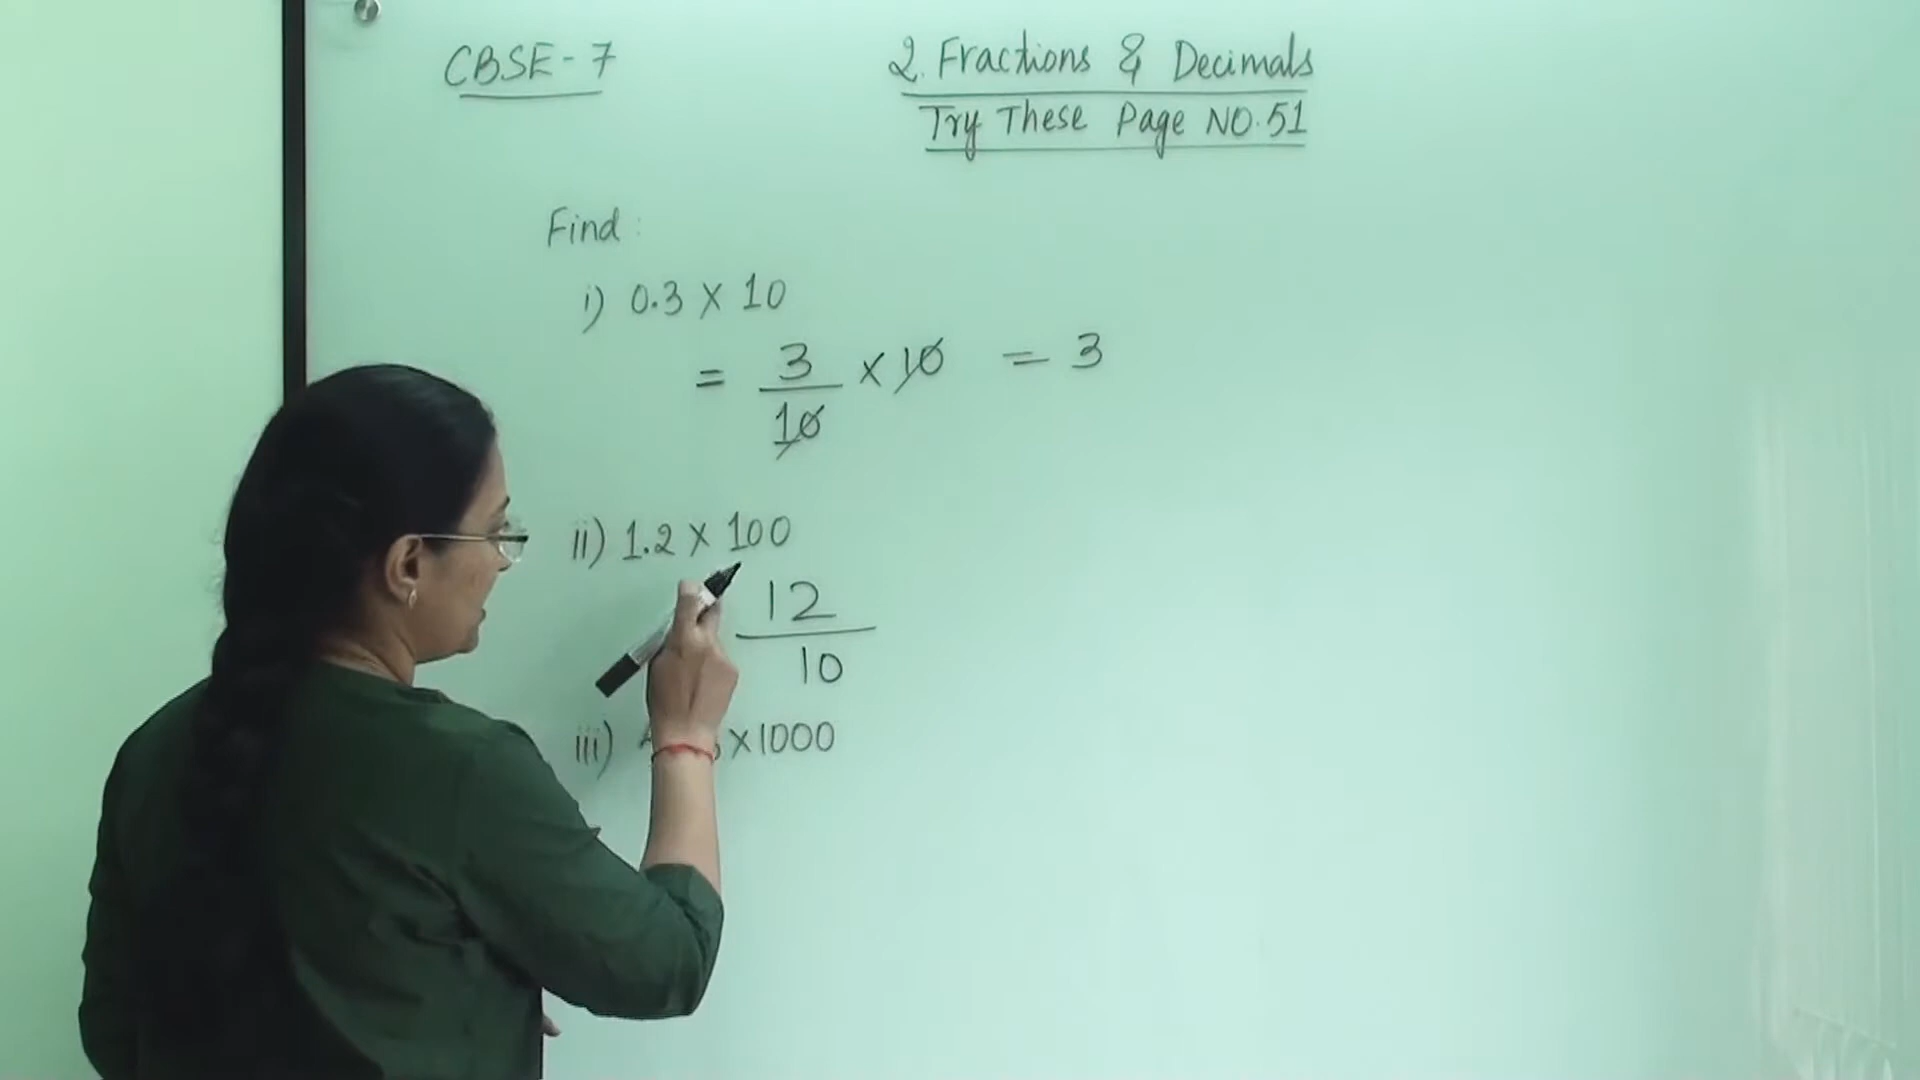 CBSE - 7
2. Fractions & Decimals
Try These Page NO. 51
Find :
i) 0.3 X 10
= 3/10 X 10 = 3
ii) 1.2 X 100
12/10
iii) X 1000